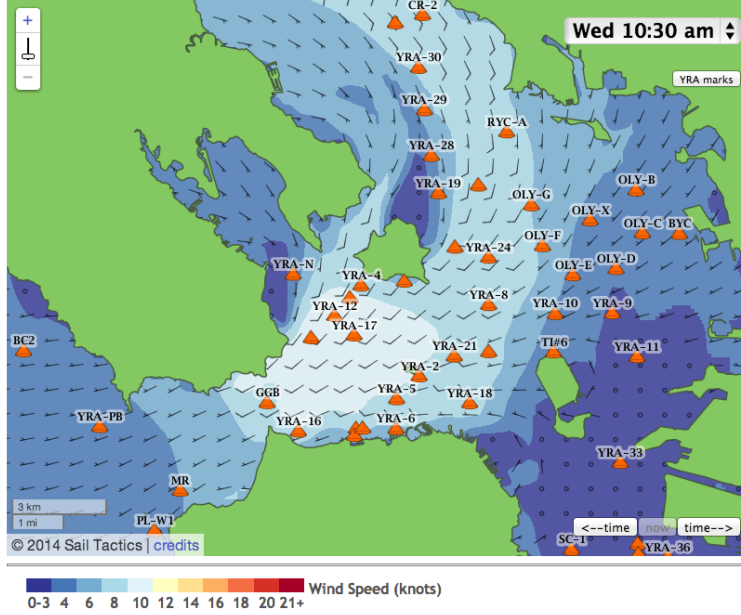 CR-2
+
Wed 10:30 am
−
YRA-30
YRA marks
YRA-29
RYC-A
YRA-28
YRA-19
OLY-B
OLY-G
OLY-X
OLY-C BYC
OLY-F
YRA-24
YRA-N
YRA-4
OLY-E OLY-D
YRA-8
YRA-12
YRA-10 YRA-9
YRA-17
BC2
YRA-21
TI#6
YRA-11
YRA-2
GGB
YRA-5
YRA-18
YRA-PB
YRA-16
YRA-6
YRA-33
MR
3 km
1 mi
PL-W1
<--time now time-->
© 2014 Sail Tactics | credits
SC-1
YRA-36
Wind Speed (knots)
0-3 4 6 8 10 12 14 16 18 20 21+